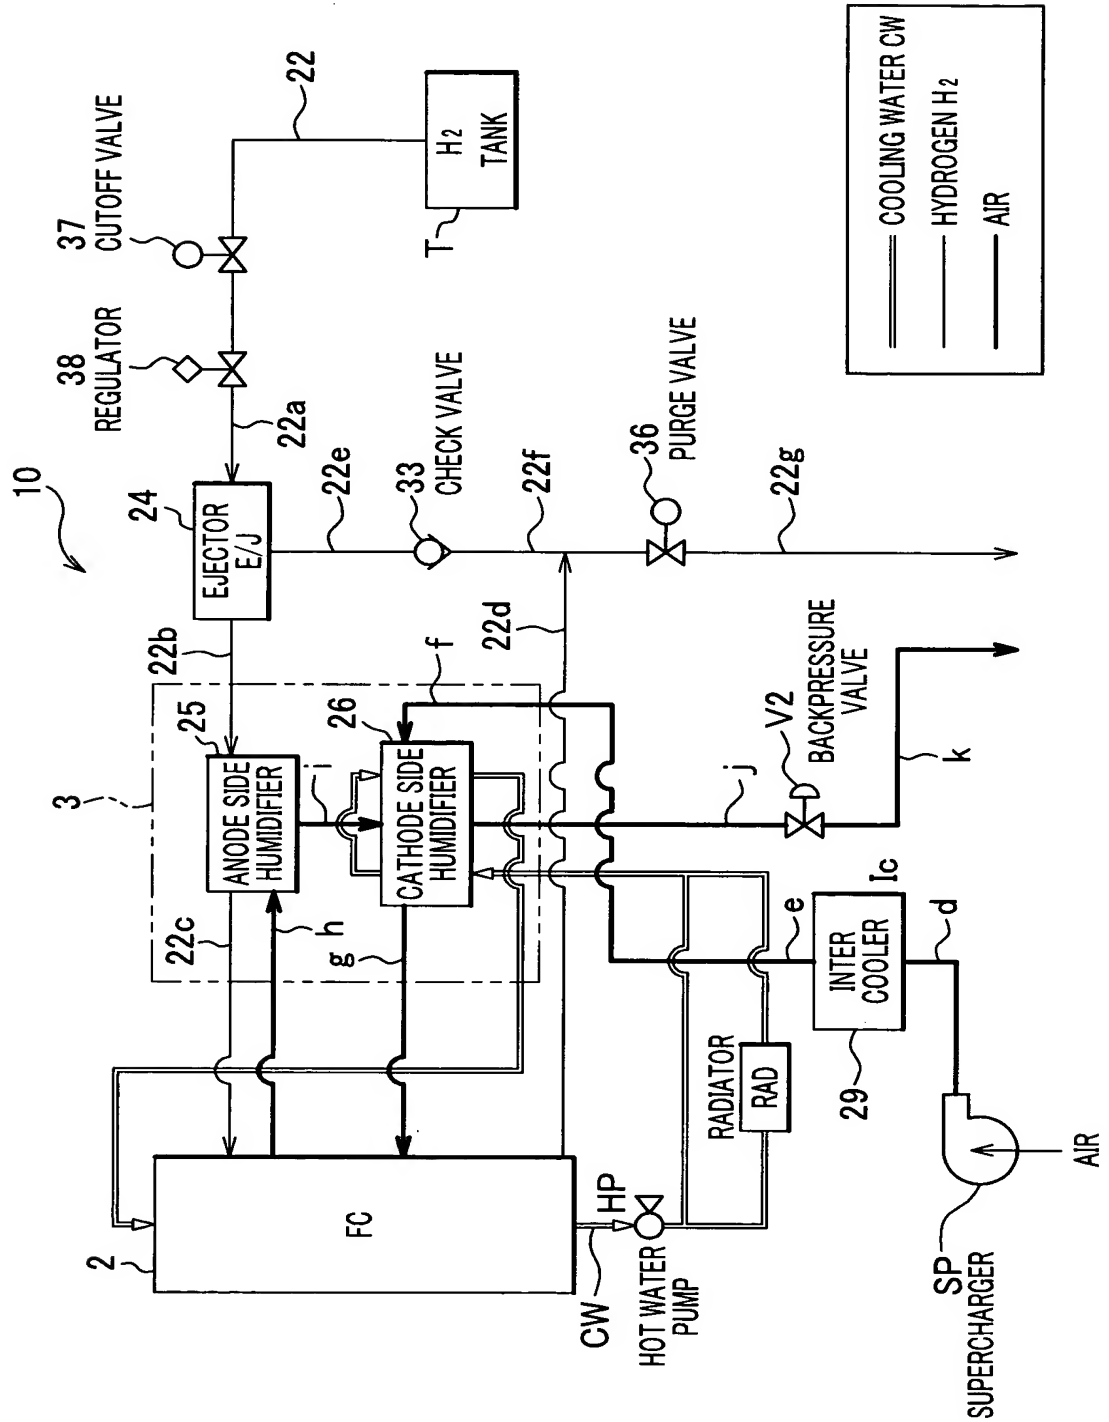 10
37
CUTOFF VALVE
22
H2
TANK
T
38
REGULATOR
22a
24
EJECTOR
E/J
22e
33
CHECK VALVE
22f
36
PURGE VALVE
22g
22b
3
25
ANODE SIDE
HUMIDIFIER
i
26
CATHODE SIDE
HUMIDIFIER
f
22d
22c
h
g
j
V2
BACKPRESSURE
VALVE
k
2
FC
CW
HP
HOT WATER
PUMP
RADIATOR
RAD
e
INTER
COOLER
Ic
29
d
SP
SUPERCHARGER
AIR
COOLING WATER CW
HYDROGEN H2
AIR